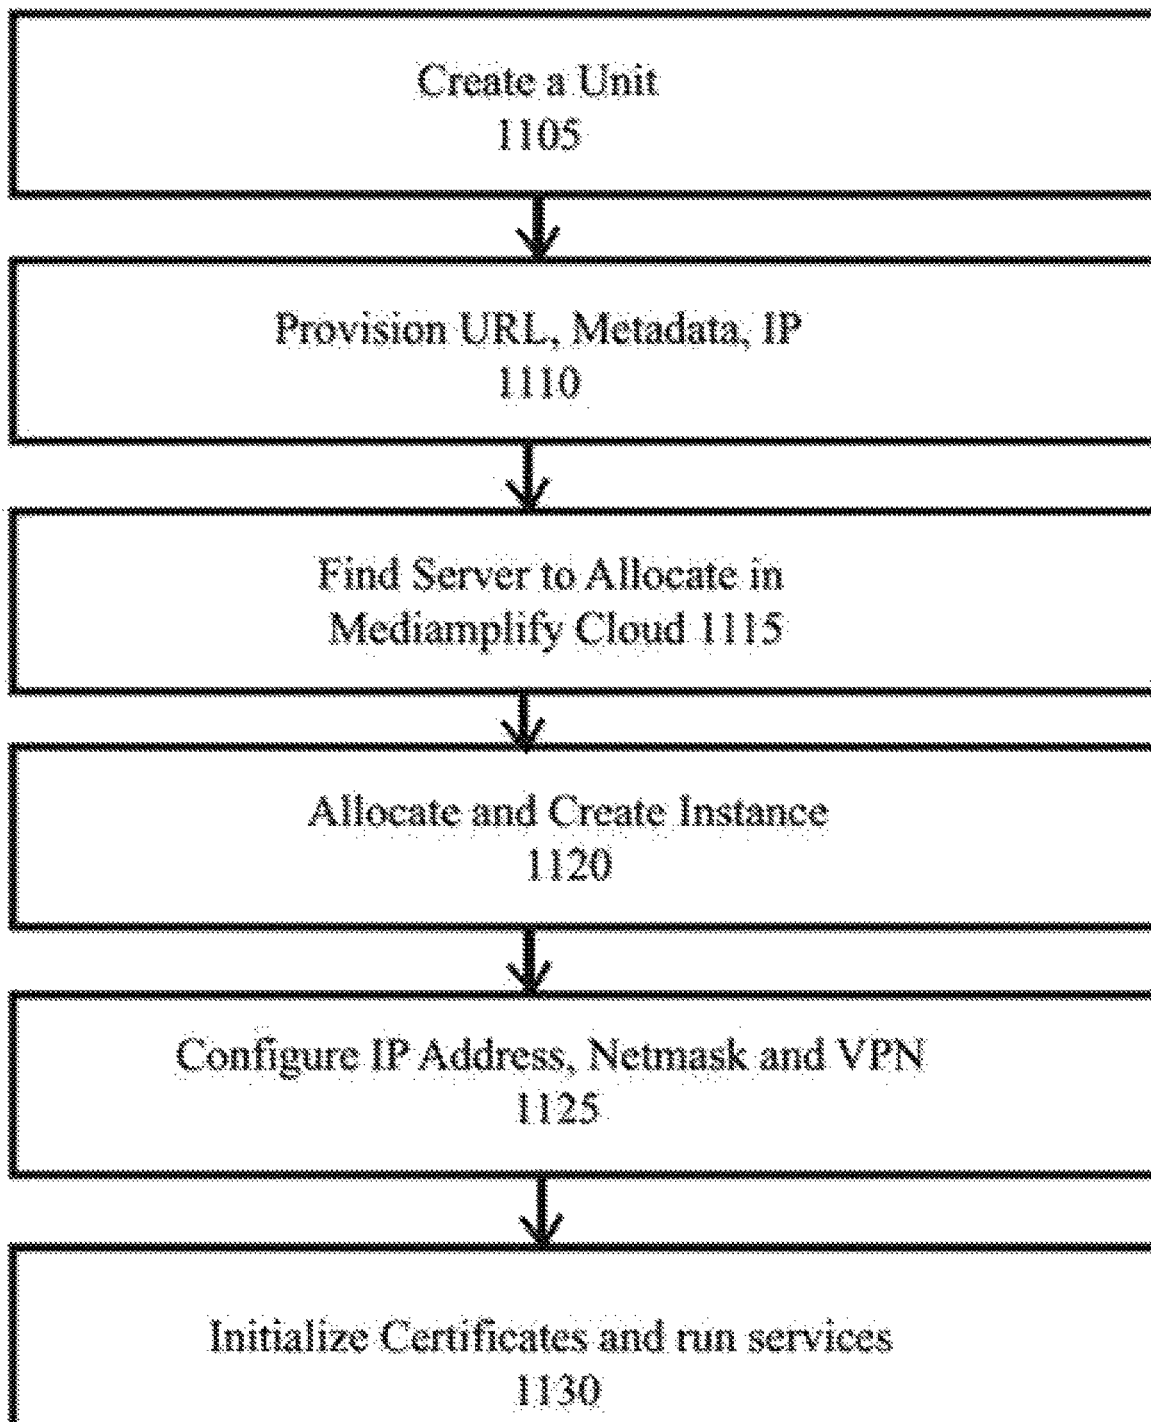 Create a Unit
1105
Provision URL, Metadata, IP
1110
Find Server to Allocate in
Mediamplify Cloud 1115
Allocate and Create Instance
1120
Configure IP Address, Netmask and VPN
1125
Initialize Certificates and run services
1130